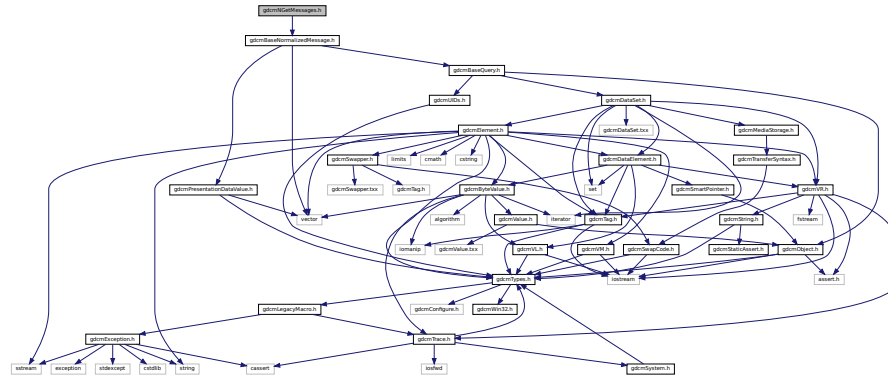 gdcmNGetMessages.h
gdcmBaseNormalizedMessage.h
gdcmBaseQuery.h
gdcmUIDs.h
gdcmDataSet.h
gdcmElement.h
gdcmDataSet.txx
gdcmMediaStorage.h
gdcmSwapper.h
limits
cmath
cstring
gdcmDataElement.h
gdcmTransferSyntax.h
gdcmPresentationDataValue.h
gdcmSwapper.txx
gdcmTag.h
gdcmByteValue.h
set
gdcmSmartPointer.h
gdcmVR.h
vector
algorithm
gdcmValue.h
iterator
gdcmTag.h
gdcmString.h
fstream
iomanip
gdcmValue.txx
gdcmVL.h
gdcmVM.h
gdcmSwapCode.h
gdcmStaticAssert.h
gdcmObject.h
gdcmTypes.h
iostream
assert.h
gdcmLegacyMacro.h
gdcmConfigure.h
gdcmWin32.h
gdcmException.h
gdcmTrace.h
sstream
exception
stdexcept
cstdlib
string
cassert
iosfwd
gdcmSystem.h